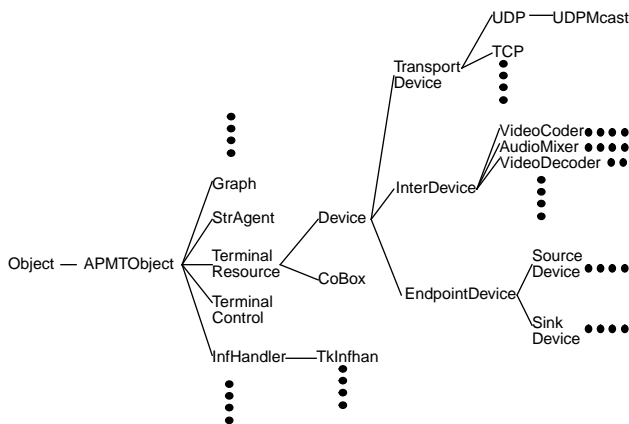 UDP — UDPMcast
TCP
Transport
Device
VideoCoder
AudioMixer
VideoDecoder
Graph
InterDevice
StrAgent
Device
Object — APMTObject
Terminal
Resource
CoBox
Source
Device
EndpointDevice
Terminal
Control
Sink
Device
InfHandler — TkInfhan